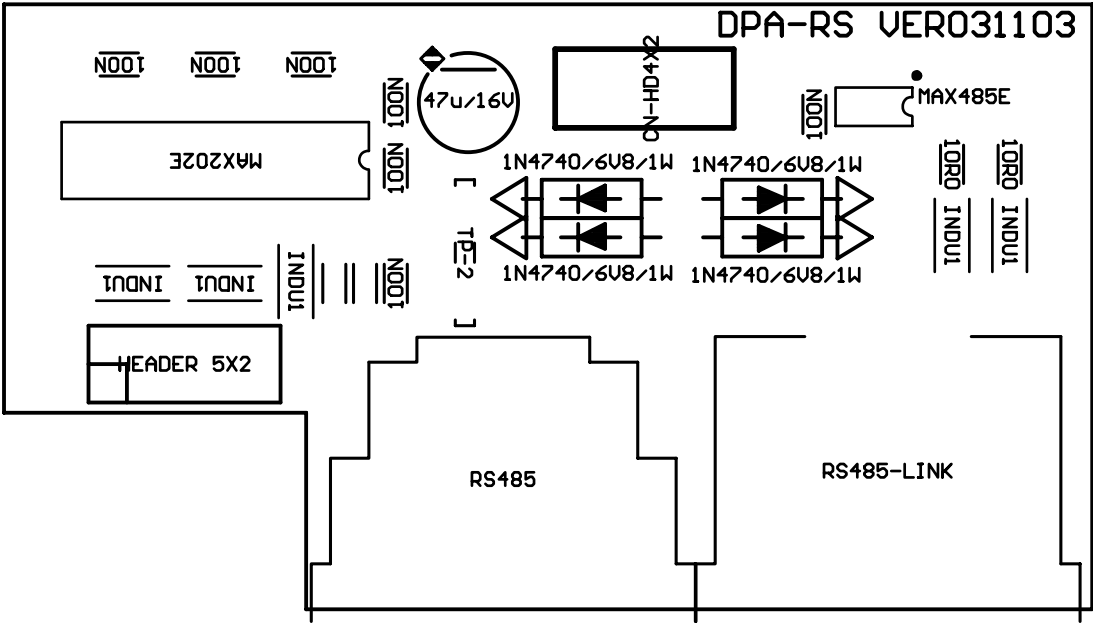 DPA-RS VER031103
100N
100N
100N
100N
47u/16V
CN-HD4X2
100N
MAX485E
MAX202E
100N
1N4740/6V8/1W
1N4740/6V8/1W
10R0
10R0
INDU1
INDU1
TP-2
INDU1
INDU1
INDU1
100N
1N4740/6V8/1W
1N4740/6V8/1W
HEADER 5X2
RS485
RS485-LINK